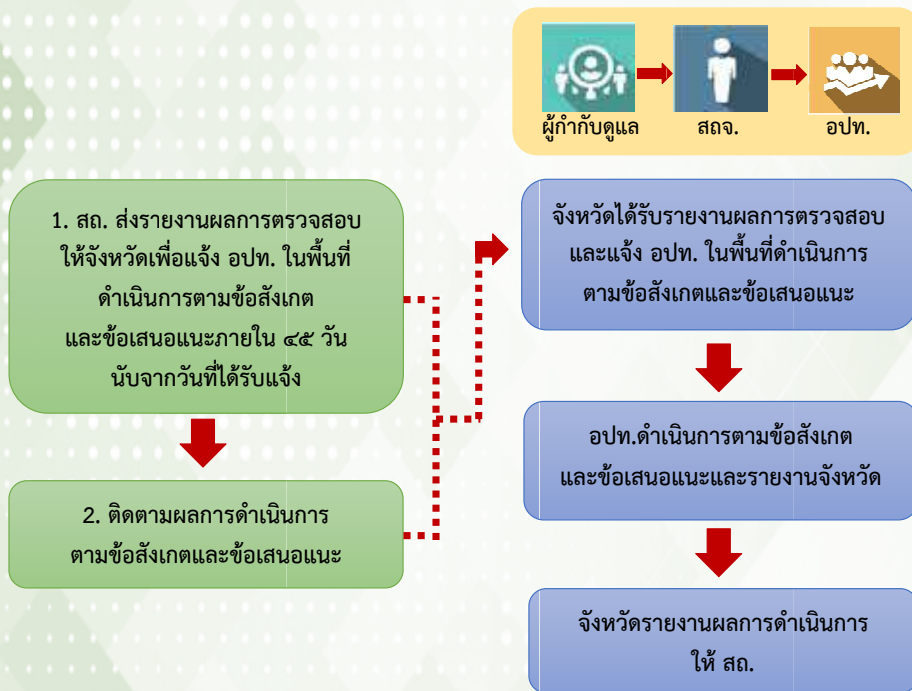 ผู้กำกับดูแล
สถจ.
อปท.
1. สถ. ส่งรายงานผลการตรวจสอบ
ให้จังหวัดเพื่อแจ้ง อปท. ในพื้นที่
ดำเนินการตามข้อสังเกต
และข้อเสนอแนะภายใน ๔๕ วัน
นับจากวันที่ได้รับแจ้ง
2. ติดตามผลการดำเนินการ
ตามข้อสังเกตและข้อเสนอแนะ
จังหวัดได้รับรายงานผลการตรวจสอบ
และแจ้ง อปท. ในพื้นที่ดำเนินการ
ตามข้อสังเกตและข้อเสนอแนะ
อปท.ดำเนินการตามข้อสังเกต
และข้อเสนอแนะและรายงานจังหวัด
จังหวัดรายงานผลการดำเนินการ
ให้ สถ.